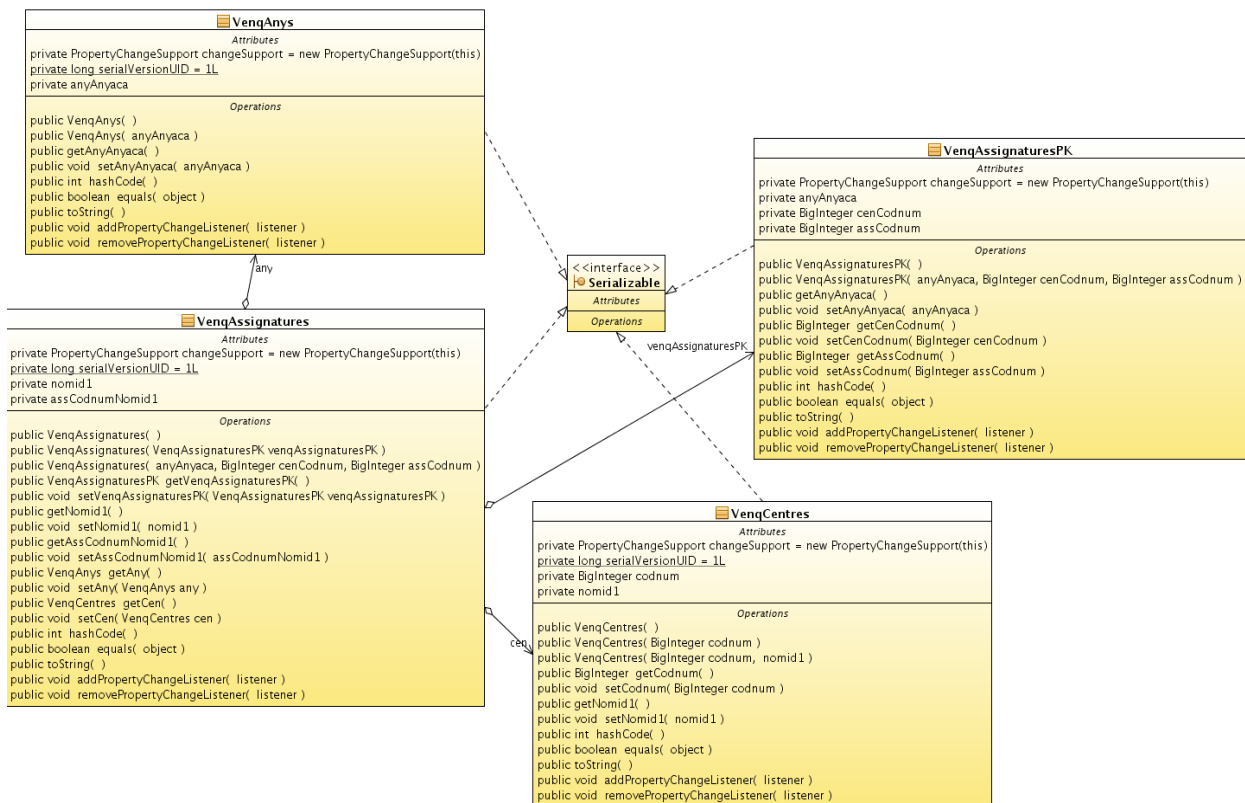 VenqAnys
Attributes
private PropertyChangeSupport changeSupport = new PropertyChangeSupport(this)
private long serialVersionUID = 1L
private anyAnyaca
Operations
public VenqAnys( )
public VenqAnys( anyAnyaca )
public getAnyAnyaca( )
public void setAnyAnyaca( anyAnyaca )
public int hashCode( )
public boolean equals( object )
public toString( )
public void addPropertyChangeListener( listener )
public void removePropertyChangeListener( listener )
any
VenqAssignaturesPK
Attributes
private PropertyChangeSupport changeSupport = new PropertyChangeSupport(this)
private anyAnyaca
private BigInteger cenCodnum
private BigInteger assCodnum
Operations
public VenqAssignaturesPK( )
public VenqAssignaturesPK( anyAnyaca, BigInteger cenCodnum, BigInteger assCodnum )
public getAnyAnyaca( )
public void setAnyAnyaca( anyAnyaca )
public BigInteger getCenCodnum( )
public void setCenCodnum( BigInteger cenCodnum )
public BigInteger getAssCodnum( )
public void setAssCodnum( BigInteger assCodnum )
public int hashCode( )
public boolean equals( object )
public toString( )
public void addPropertyChangeListener( listener )
public void removePropertyChangeListener( listener )
<<interface>>
Serializable
Attributes
Operations
venqAssignaturesPK
VenqAssignatures
Attributes
private PropertyChangeSupport changeSupport = new PropertyChangeSupport(this)
private long serialVersionUID = 1L
private nomid1
private assCodnumNomid1
Operations
public VenqAssignatures( )
public VenqAssignatures( VenqAssignaturesPK venqAssignaturesPK )
public VenqAssignatures( anyAnyaca, BigInteger cenCodnum, BigInteger assCodnum )
public VenqAssignaturesPK getVenqAssignaturesPK( )
public void setVenqAssignaturesPK( VenqAssignaturesPK venqAssignaturesPK )
public getNomid1( )
public void setNomid1( nomid1 )
public getAssCodnumNomid1( )
public void setAssCodnumNomid1( assCodnumNomid1 )
public VenqAnys getAny( )
public void setAny( VenqAnys any )
public VenqCentres getCen( )
public void setCen( VenqCentres cen )
public int hashCode( )
public boolean equals( object )
public toString( )
public void addPropertyChangeListener( listener )
public void removePropertyChangeListener( listener )
cen
VenqCentres
Attributes
private PropertyChangeSupport changeSupport = new PropertyChangeSupport(this)
private long serialVersionUID = 1L
private BigInteger codnum
private nomid1
Operations
public VenqCentres( )
public VenqCentres( BigInteger codnum )
public VenqCentres( BigInteger codnum, nomid1 )
public BigInteger getCodnum( )
public void setCodnum( BigInteger codnum )
public getNomid1( )
public void setNomid1( nomid1 )
public int hashCode( )
public boolean equals( object )
public toString( )
public void addPropertyChangeListener( listener )
public void removePropertyChangeListener( listener )